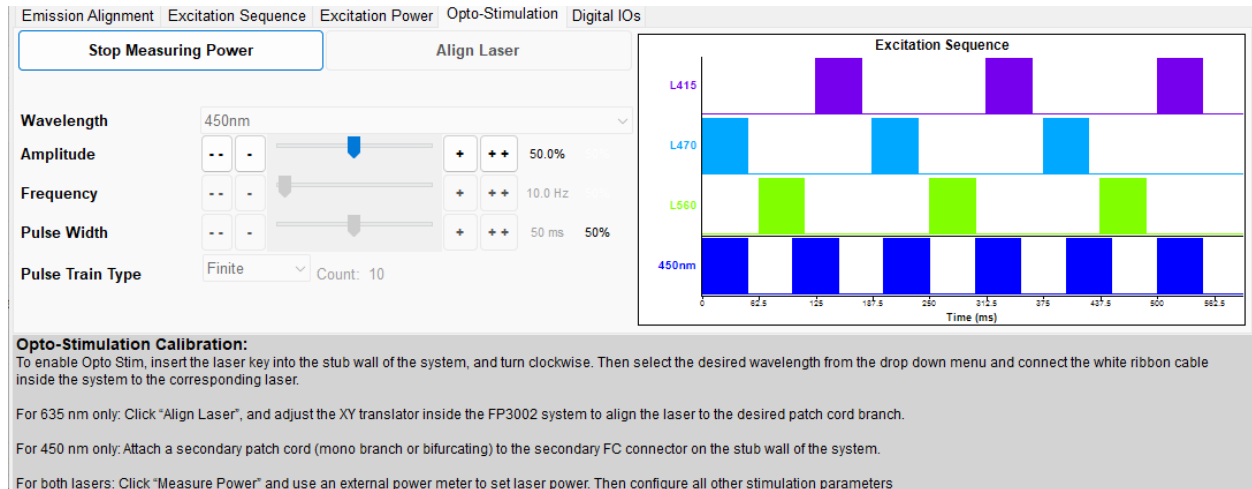 Emission Alignment Excitation Sequence Excitation Power Opto-Stimulation Digital IOs
Stop Measuring Power Align Laser
Wavelength 450nm
Amplitude -- - + ++ 50.0%
Frequency -- - + ++ 10.0 Hz
Pulse Width -- - + ++ 50 ms 50%
Pulse Train Type Finite Count: 10
Excitation Sequence
L415
L470
L560
450nm
0 62.5 125 187.5 250 312.5 375 437.5 500 562.5
Time (ms)
Opto-Stimulation Calibration:
To enable Opto Stim, insert the laser key into the stub wall of the system, and turn clockwise. Then select the desired wavelength from the drop down menu and connect the white ribbon cable
inside the system to the corresponding laser.
For 635 nm only: Click “Align Laser”, and adjust the XY translator inside the FP3002 system to align the laser to the desired patch cord branch.
For 450 nm only: Attach a secondary patch cord (mono branch or bifurcating) to the secondary FC connector on the stub wall of the system.
For both lasers: Click “Measure Power” and use an external power meter to set laser power. Then configure all other stimulation parameters